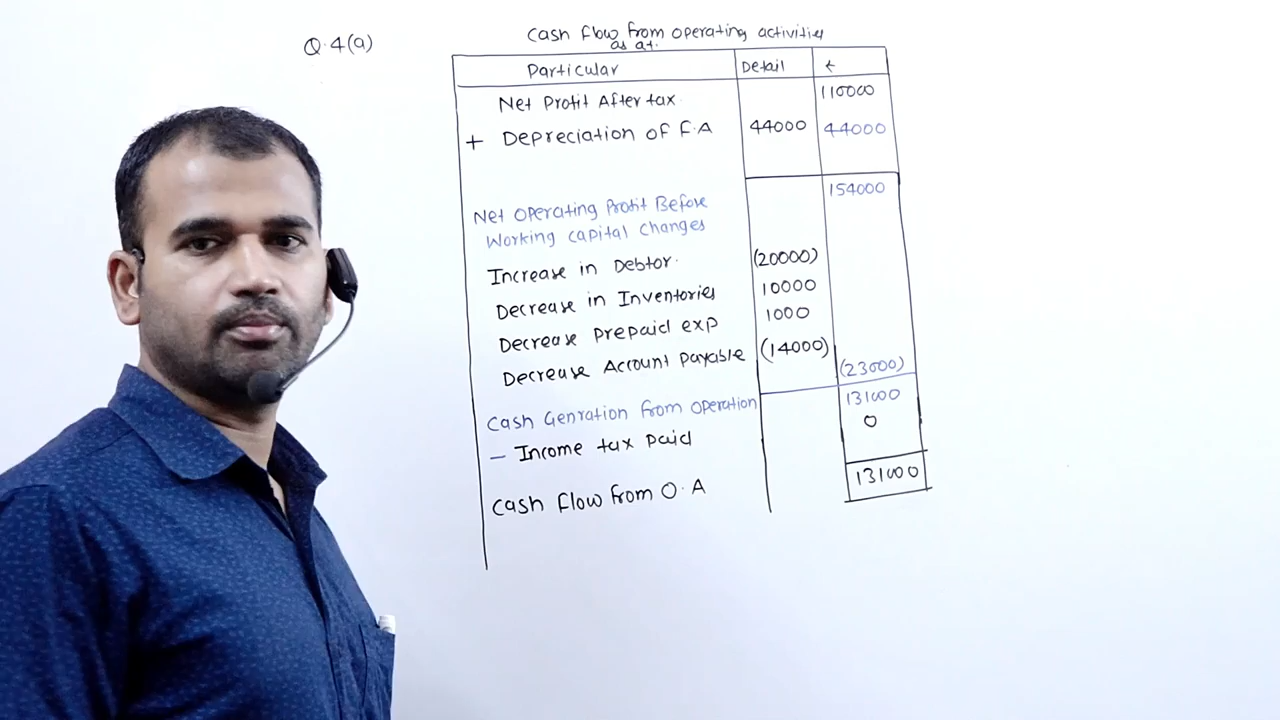 Q.4(a)
Cash flow from operating activities
as at.
Particular Detail ₹
Net Profit After tax. 110000
+ Depreciation of F.A 44000 44000
154000
Net Operating Profit Before
Working Capital Changes
Increase in Debtor. (20000)
Decrease in Inventories 10000
Decrease Prepaid exp 1000
Decrease Account Payable (14000)
(23000)
Cash Genration from operation 131000
– Income tax paid 0
Cash flow from O.A 131000